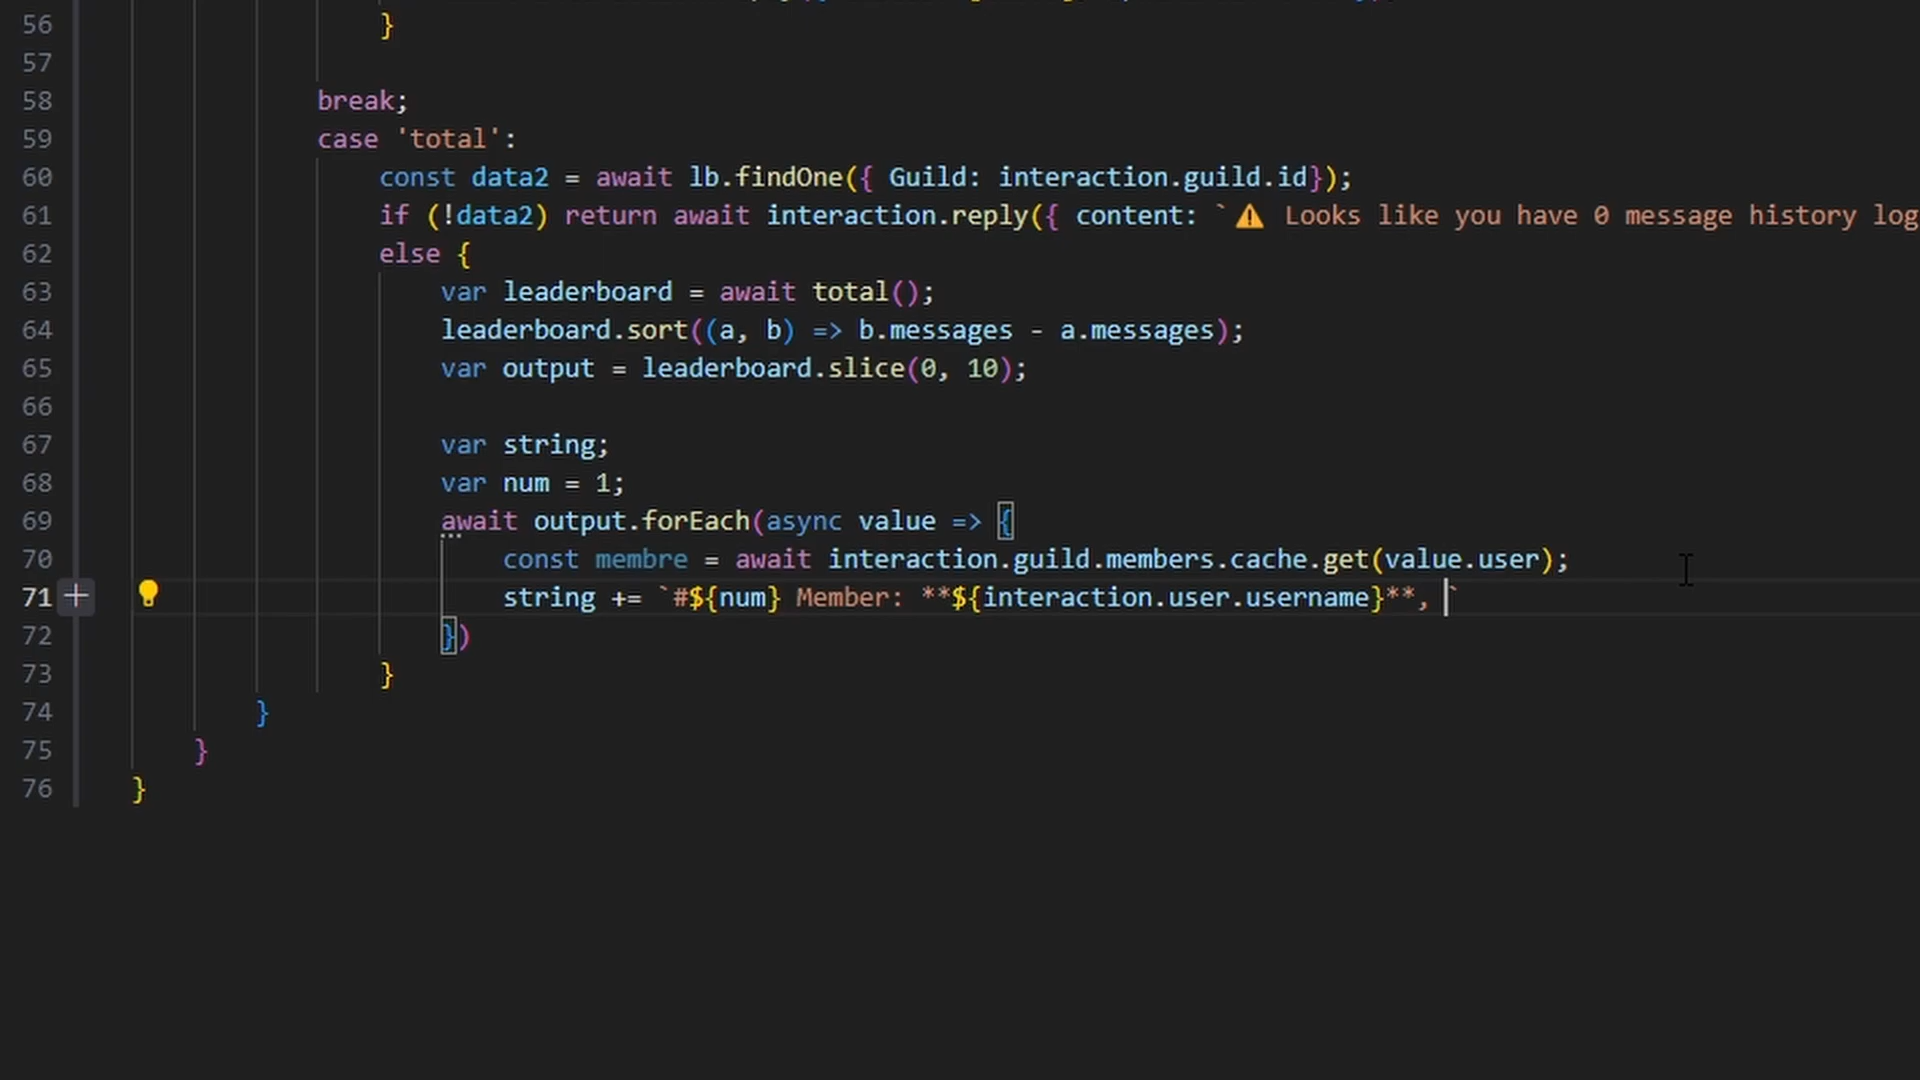 56 }
57
58 break;
59 case 'total':
60 const data2 = await lb.findOne({ Guild: interaction.guild.id});
61 if (!data2) return await interaction.reply({ content: `⚠️ Looks like you have 0 message history log
62 else {
63 var leaderboard = await total();
64 leaderboard.sort((a, b) => b.messages - a.messages);
65 var output = leaderboard.slice(0, 10);
66
67 var string;
68 var num = 1;
69 await output.forEach(async value => {
70 const membre = await interaction.guild.members.cache.get(value.user);
71 string += `#${num} Member: **${interaction.user.username}**, `
72 })
73 }
74 }
75 }
76 }